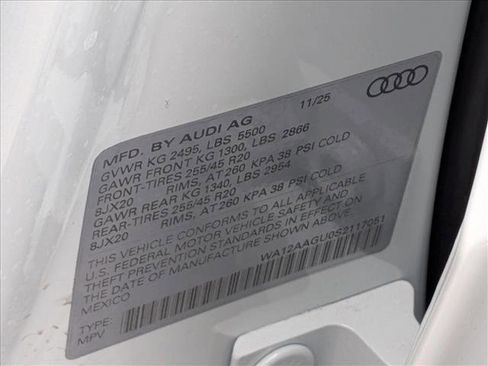 11/25
MFD. BY AUDI AG
GVWR KG 2495, LBS 5500
GAWR FRONT KG 1300, LBS 2866
FRONT-TIRES 255/45 R20
8JX20 RIMS, AT 260 KPA 38 PSI COLD
GAWR REAR KG 1340, LBS 2954
REAR-TIRES 255/45 R20
8JX20 RIMS, AT 260 KPA 38 PSI COLD
THIS VEHICLE CONFORMS TO ALL APPLICABLE
U.S. FEDERAL MOTOR VEHICLE SAFETY AND
THEFT PREVENTION STANDARDS IN EFFECT ON
THE DATE OF MANUFACTURE SHOWN ABOVE.
MEXICO
WA12AAGU0S2117051
TYPE:
MPV